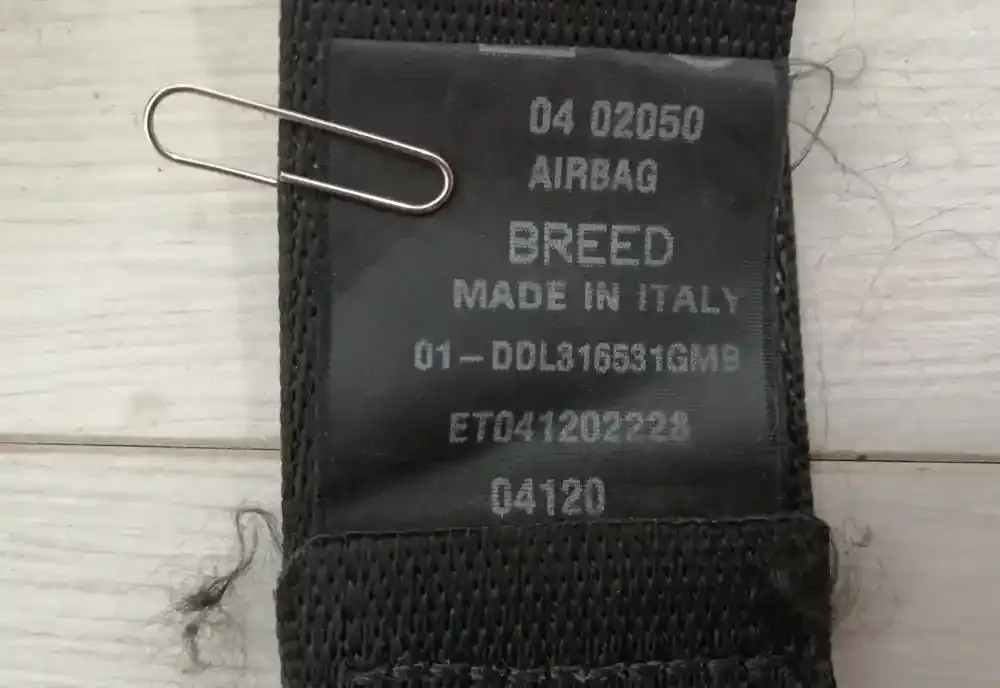 04 02050
AIRBAG
BREED
MADE IN ITALY
01-DDL316531GMB
ET041202228
04120